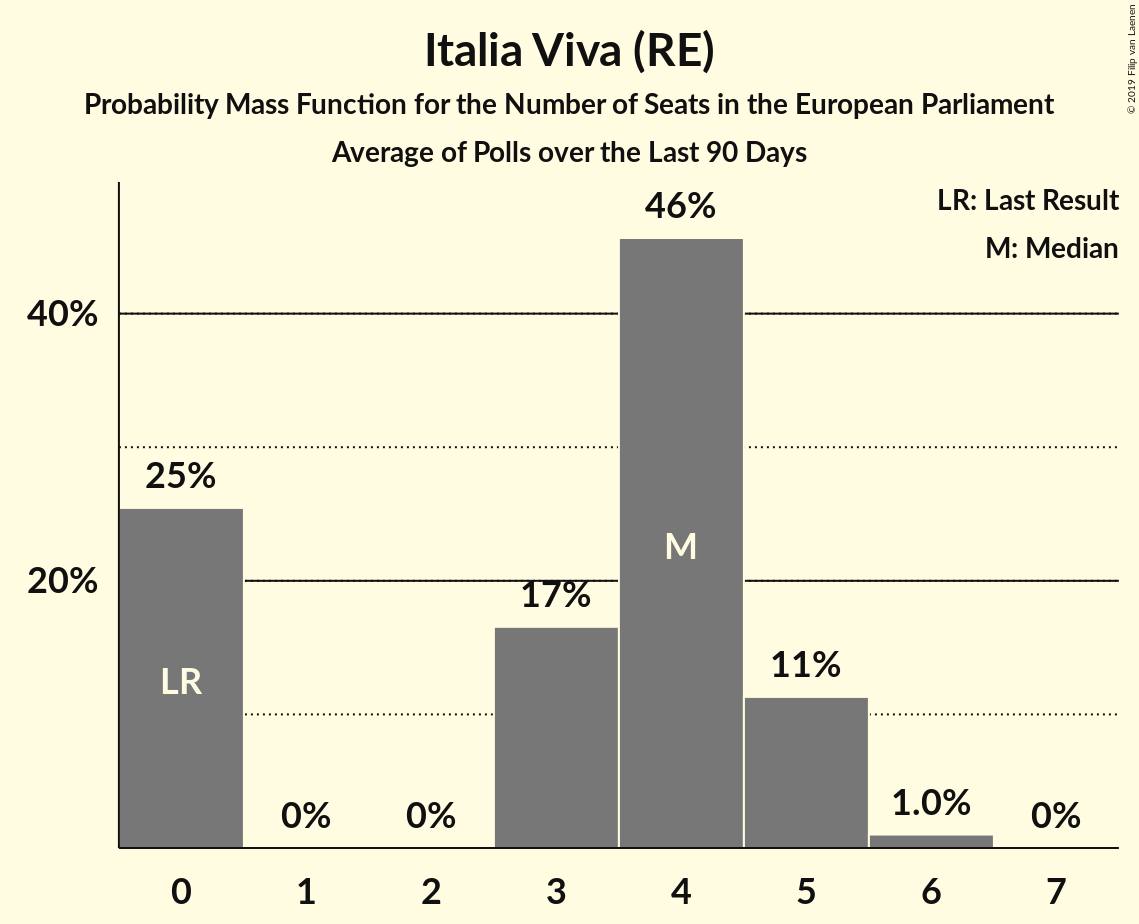 Italia Viva (RE)
Probability Mass Function for the Number of Seats in the European Parliament
Average of Polls over the Last 90 Days
© 2019 Filip van Laenen
LR: Last Result
M: Median
40%
20%
25%
0%
0%
17%
46%
11%
1.0%
0%
LR
M
0 1 2 3 4 5 6 7